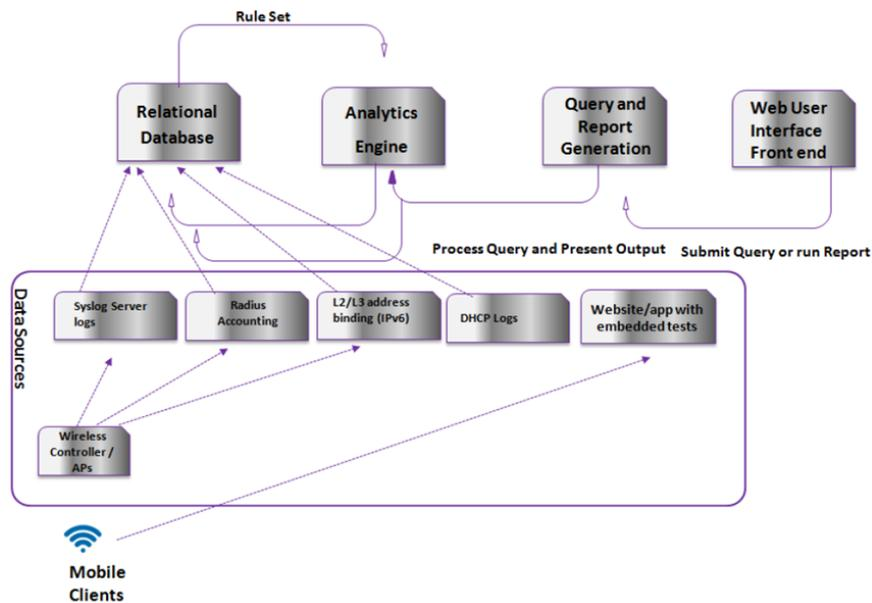 Rule Set
Relational
Database
Analytics
Engine
Query and
Report
Generation
Web User
Interface
Front end
Process Query and Present Output
Submit Query or run Report
Data Sources
Syslog Server
logs
Radius
Accounting
L2/L3 address
binding (IPv6)
DHCP Logs
Website/app with
embedded tests
Wireless
Controller /
APs
Mobile
Clients